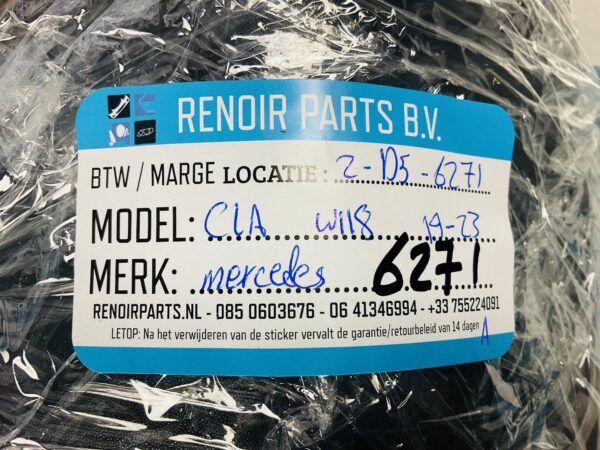 RENOIR PARTS B.V.
BTW / MARGE LOCATIE: 2-D5-6271
MODEL: CLA W118 19-23
MERK: mercedes 6271
RENOIRPARTS.NL - 085 0603676 - 06 41346994 - +33 755224091
LETOP: Na het verwijderen van de sticker vervalt de garantie/retourbeleid van 14 dagen A